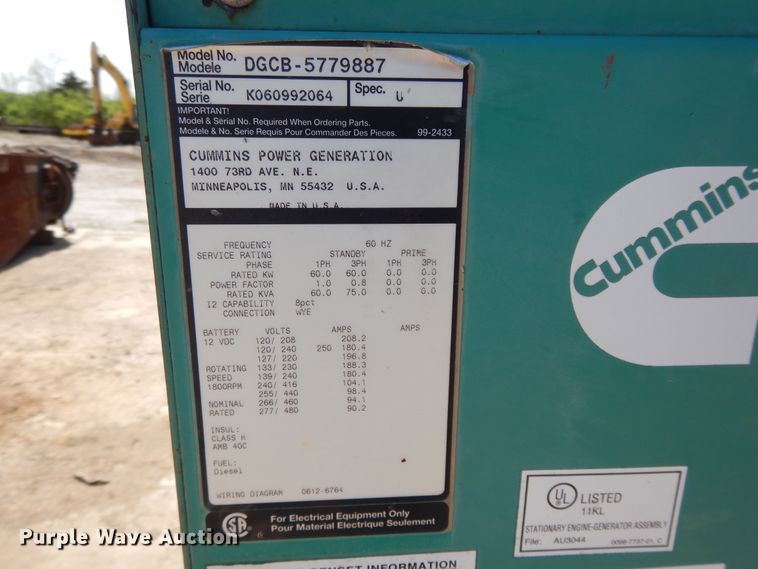 Model No. DGCB-5779887
Modele
Serial No. K060992064 Spec. U
Serie
IMPORTANT!
Model & Serial No. Required When Ordering Parts.
Modele & No. Serie Requis Pour Commander Des Pieces. 99-2433
CUMMINS POWER GENERATION
1400 73RD AVE. N.E.
MINNEAPOLIS, MN 55432 U.S.A.
MADE IN U.S.A.
FREQUENCY 60 HZ
SERVICE RATING STANDBY PRIME
PHASE 1PH 3PH 1PH 3PH
RATED KW 60.0 60.0 0.0 0.0
POWER FACTOR 1.0 0.8 0.0 0.0
RATED KVA 60.0 75.0 0.0 0.0
I2 CAPABILITY 8pct
CONNECTION WYE
BATTERY VOLTS AMPS AMPS
12 VDC 120/ 208 208.2
120/ 240 250 180.4
127/ 220 196.8
ROTATING 133/ 230 188.3
SPEED 139/ 240 180.4
1800RPM 240/ 416 104.1
255/ 440 98.4
NOMINAL 266/ 460 94.1
RATED 277/ 480 90.2
INSUL:
CLASS H
AMB 40C
FUEL:
Diesel
WIRING DIAGRAM 0612-6764
For Electrical Equipment Only
Pour Material Electrique Seulement
Cummins
UL LISTED
11KL
STATIONARY ENGINE-GENERATOR ASSEMBLY
File: AU3044 0098-7737-01, C
INFORMATION
Purple Wave Auction